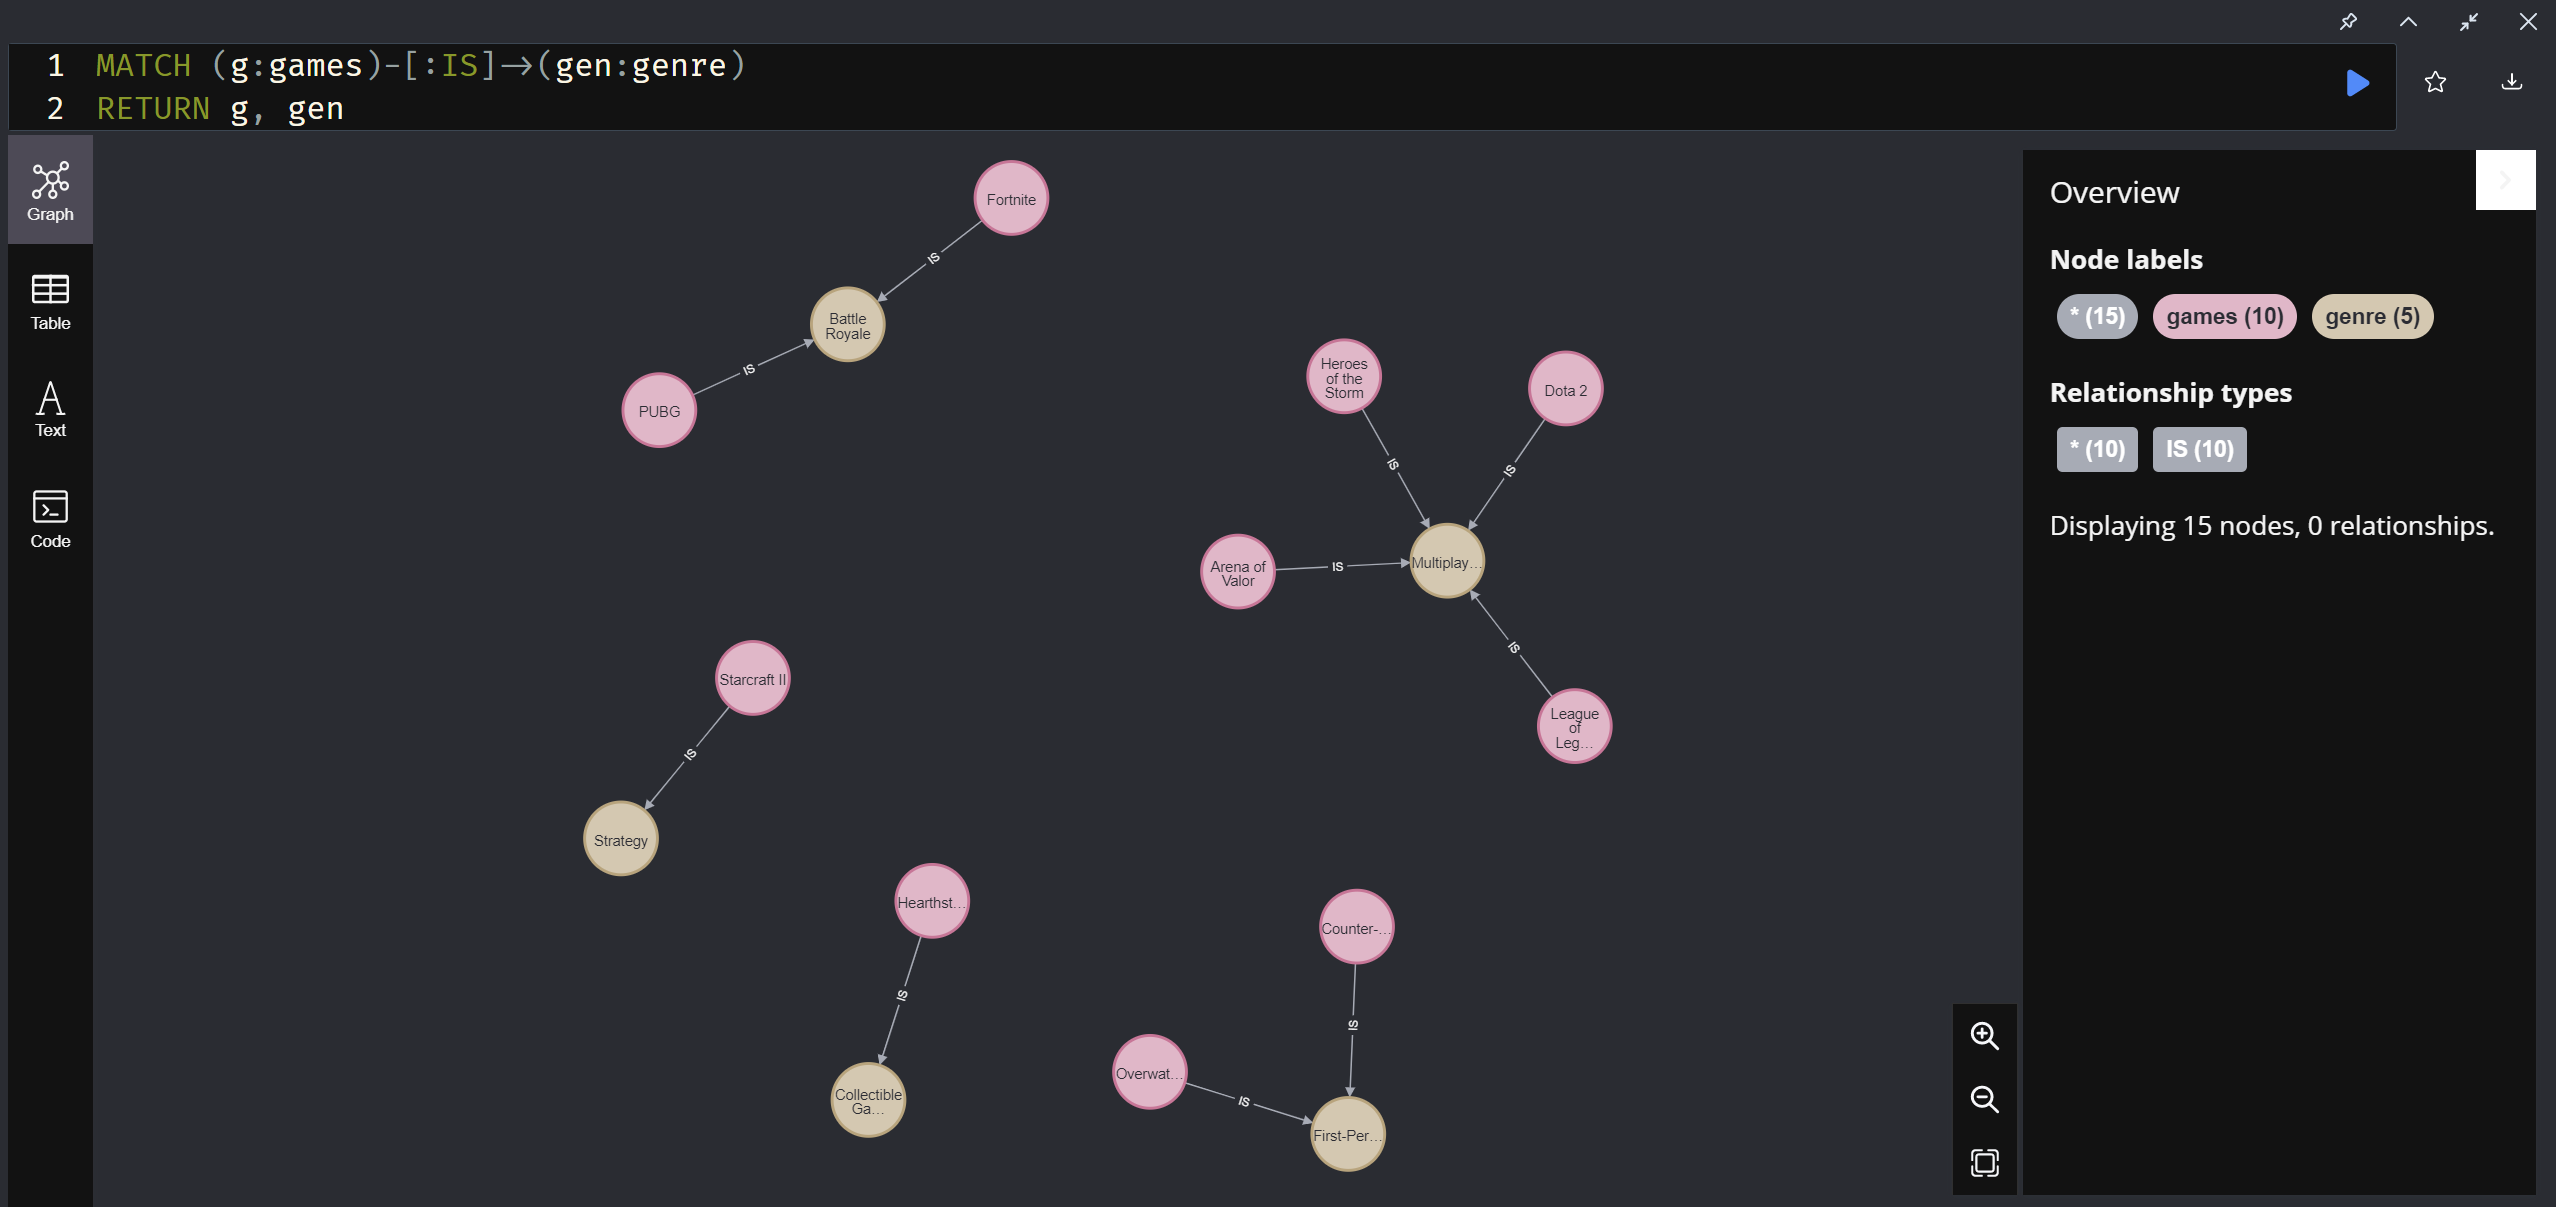 1 MATCH (g:games)-[:IS]->(gen:genre)
2 RETURN g, gen
Graph
Table
Text
Code
Fortnite
IS
Battle
Royale
IS
PUBG
Heroes
of the
Storm
Dota 2
IS
IS
Arena of
Valor
IS
Multiplay...
IS
League
of
Leg...
Starcraft II
IS
Strategy
Hearthst...
IS
Collectible
Ga...
Counter-...
IS
Overwat...
IS
First-Per...
Overview
Node labels
* (15) games (10) genre (5)
Relationship types
* (10) IS (10)
Displaying 15 nodes, 0 relationships.